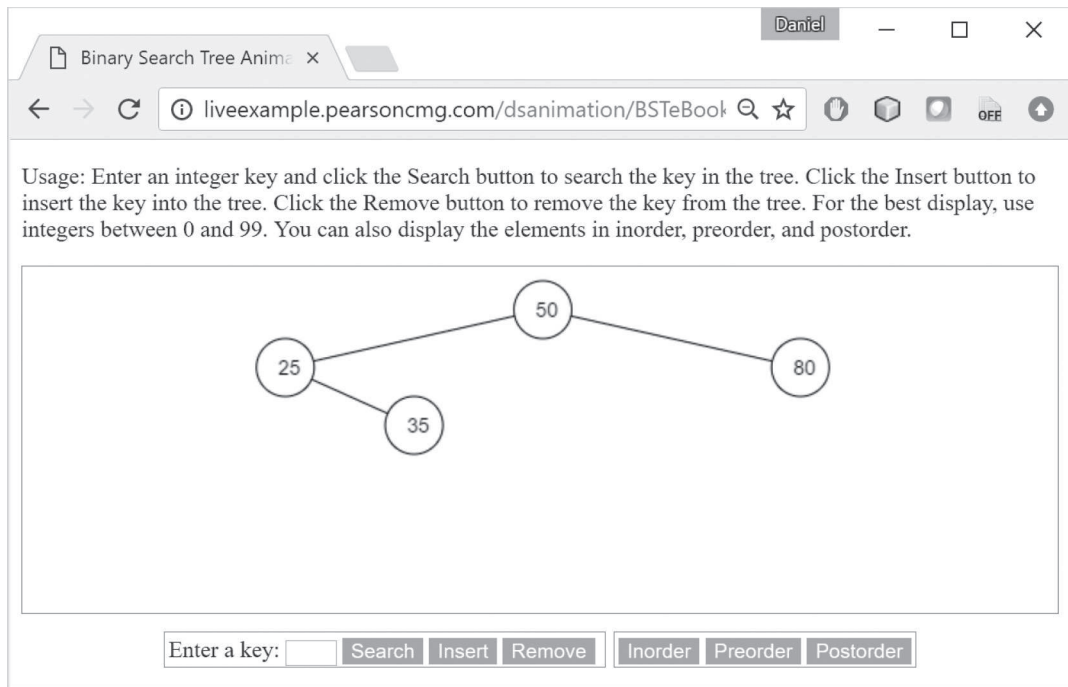 Daniel
Binary Search Tree Anima
liveexample.pearsoncmg.com/dsanimation/BSTeBook
OFF
Usage: Enter an integer key and click the Search button to search the key in the tree. Click the Insert button to
insert the key into the tree. Click the Remove button to remove the key from the tree. For the best display, use
integers between 0 and 99. You can also display the elements in inorder, preorder, and postorder.
50
25 80
35
Enter a key: Search Insert Remove Inorder Preorder Postorder